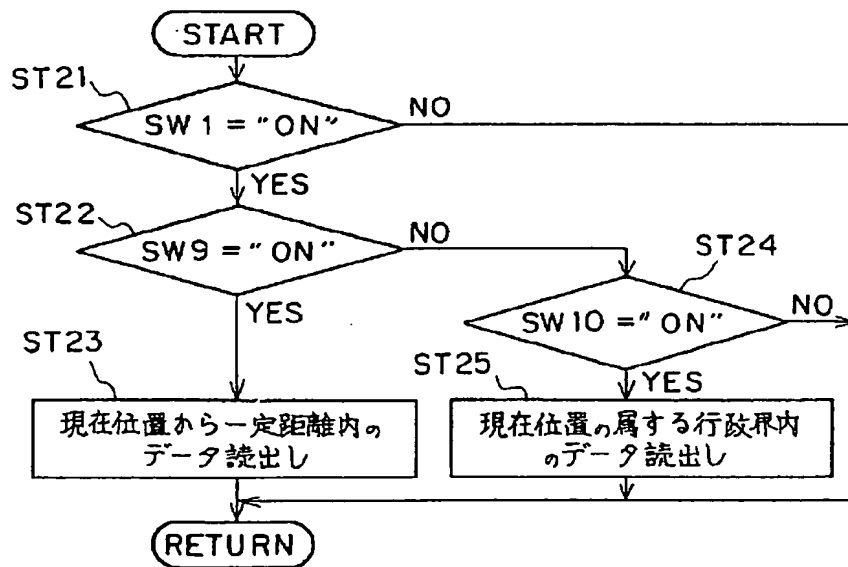 START
ST21
SW1="ON"
NO
YES
ST22
SW9="ON"
NO
ST24
YES
SW10="ON"
NO
ST23
ST25
YES
現在位置から一定距離内の
データ読出し
現在位置の属する行政界内
のデータ読出し
RETURN